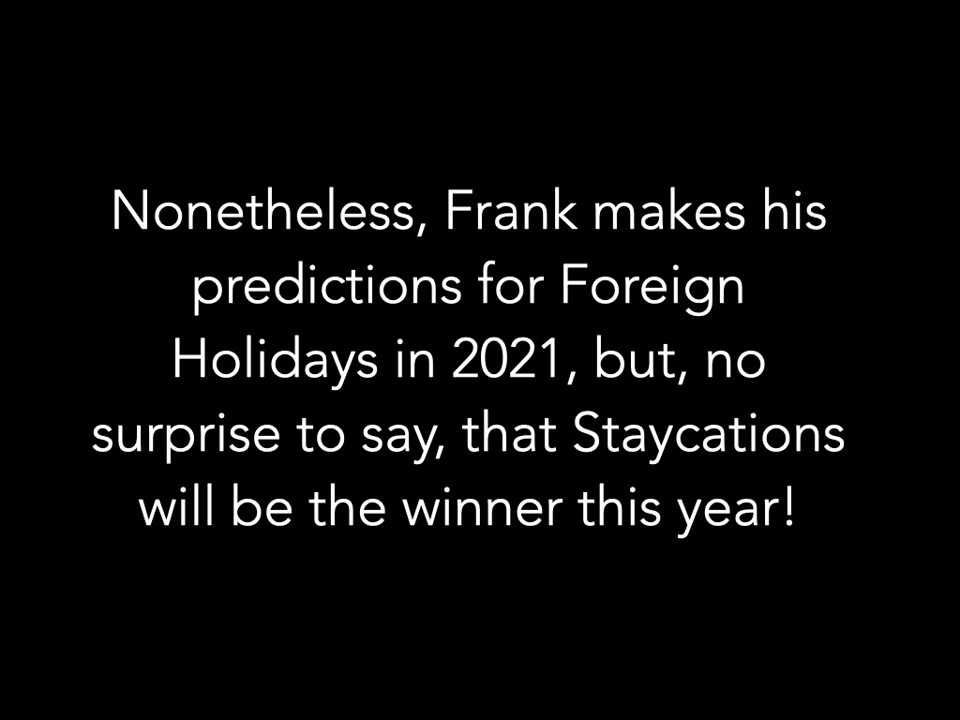 Nonetheless, Frank makes his
predictions for Foreign
Holidays in 2021, but, no
surprise to say, that Staycations
will be the winner this year!